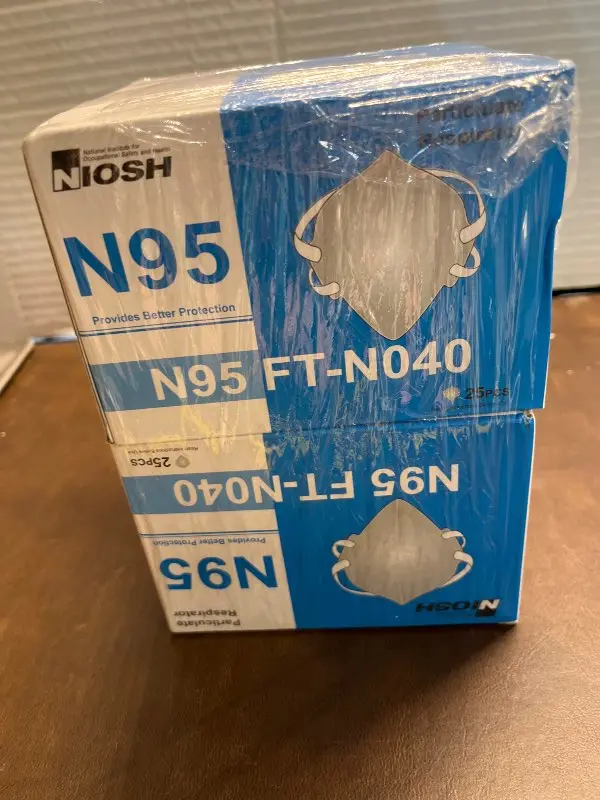 Particulate
Respirator
National Institute for
Occupational Safety and Health
NIOSH
N95
Provides Better Protection
N95 FT-N040
25PCS
N95 FT-N040
25PCS
Provides Better Protection
N95
NIOSH
Particulate
Respirator